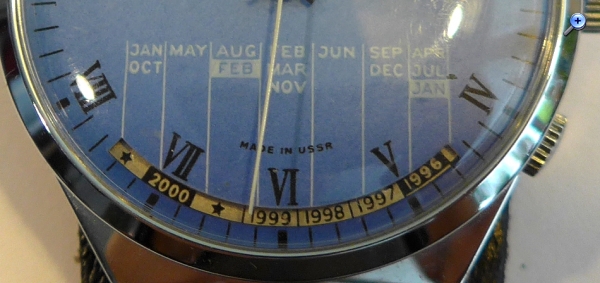 JAN MAY AUG FEB JUN SEP APR
OCT FEB MAR DEC JUL
NOV JAN
VIII VII VI V IV
MADE IN USSR
★ 2000 ★ 1999 1998 1997 1996